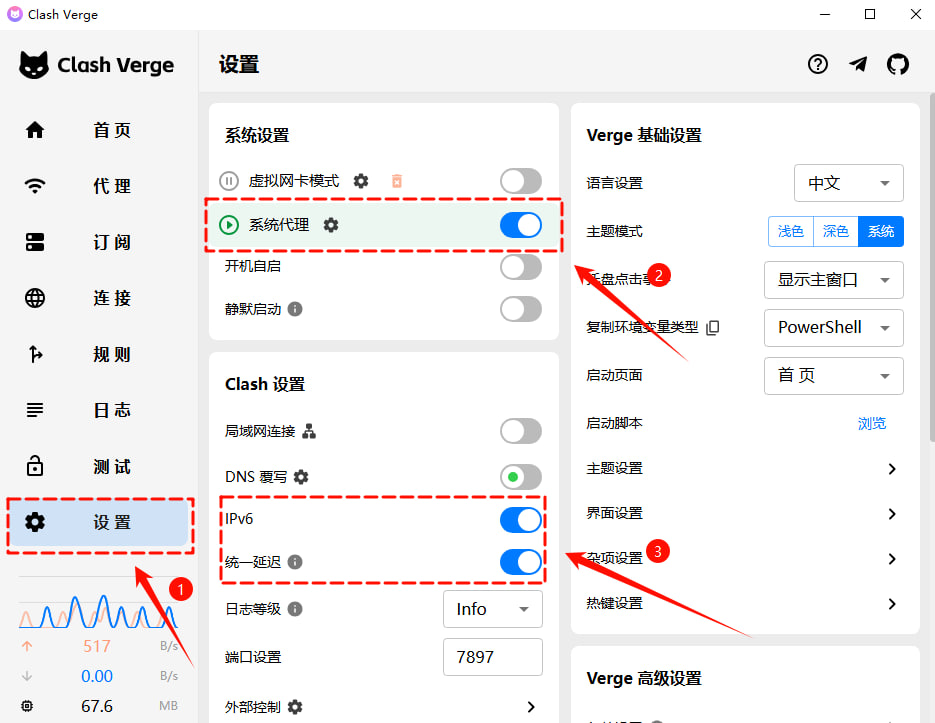 Clash Verge
Clash Verge
首页
代理
订阅
连接
规则
日志
测试
设置
1
517 B/s
0.00 B/s
67.6 MB
设置
系统设置
虚拟网卡模式
系统代理
开机自启
静默启动
2
Clash 设置
局域网连接
DNS 覆写
IPv6
统一延迟
3
日志等级 Info
端口设置 7897
外部控制
Verge 基础设置
语言设置 中文
主题模式 浅色 深色 系统
托盘点击 显示主窗口
复制环境变量类型 PowerShell
启动页面 首页
启动脚本 浏览
主题设置
界面设置
杂项设置
热键设置
Verge 高级设置